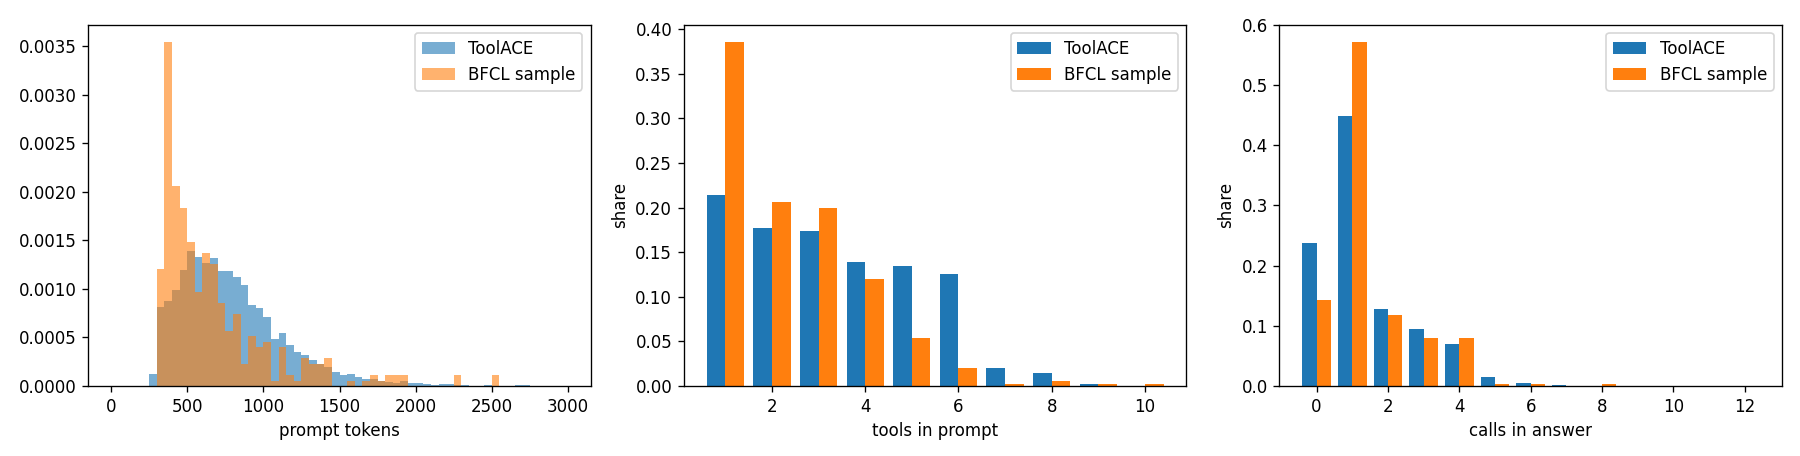 0.0035
0.0030
0.0025
0.0020
0.0015
0.0010
0.0005
0.0000
0 500 1000 1500 2000 2500 3000
prompt tokens
ToolACE
BFCL sample
share
0.40
0.35
0.30
0.25
0.20
0.15
0.10
0.05
0.00
2 4 6 8 10
tools in prompt
ToolACE
BFCL sample
share
0.6
0.5
0.4
0.3
0.2
0.1
0.0
0 2 4 6 8 10 12
calls in answer
ToolACE
BFCL sample